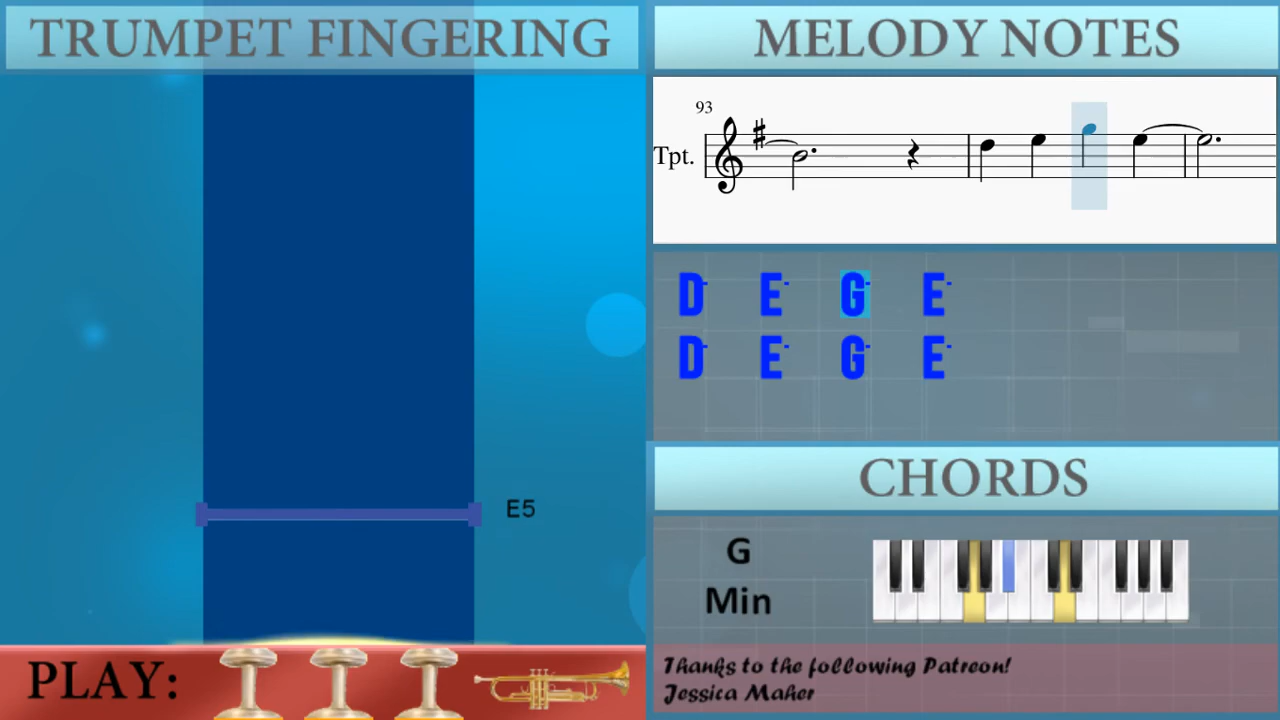 TRUMPET FINGERING
MELODY NOTES
93
Tpt.
D- E- G- E-
D- E- G- E-
E5
CHORDS
G
Min
PLAY:
Thanks to the following Patreon!
Jessica Maher